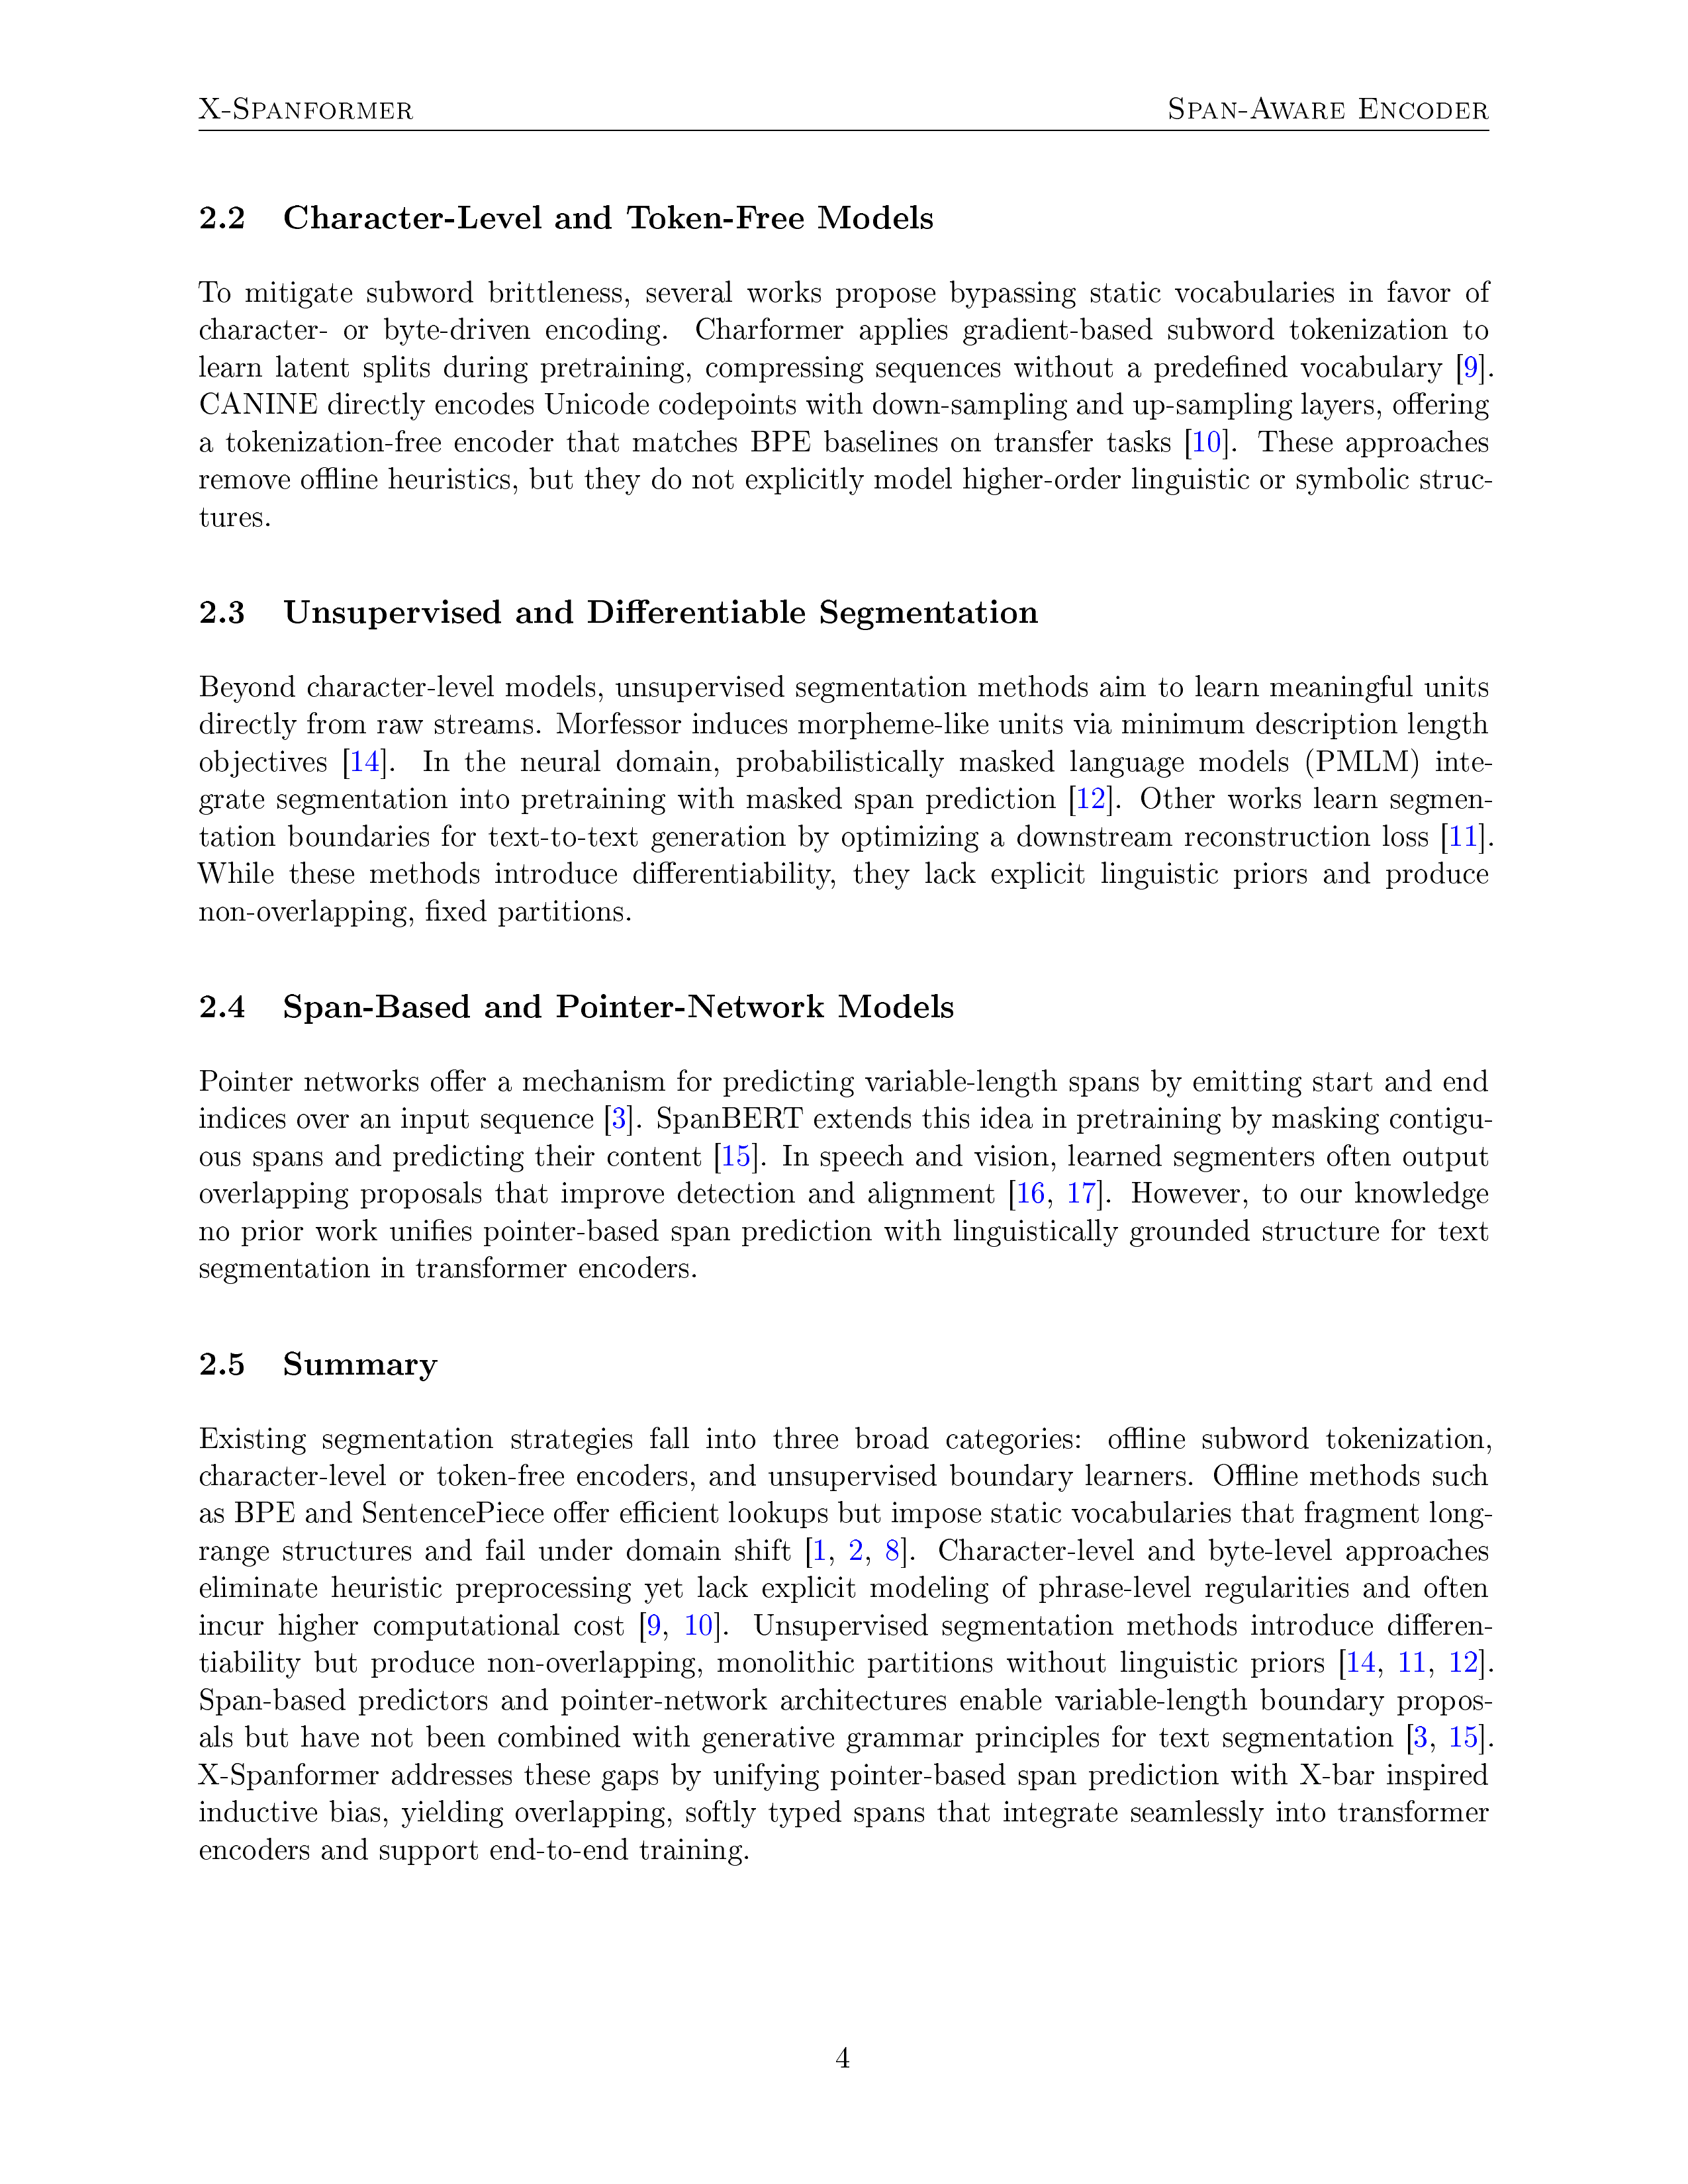 X-Spanformer Span-Aware Encoder
2.2 Character-Level and Token-Free Models
To mitigate subword brittleness, several works propose bypassing static vocabularies in favor of
character- or byte-driven encoding. Charformer applies gradient-based subword tokenization to
learn latent splits during pretraining, compressing sequences without a predefined vocabulary [9].
CANINE directly encodes Unicode codepoints with down-sampling and up-sampling layers, offering
a tokenization-free encoder that matches BPE baselines on transfer tasks [10]. These approaches
remove offline heuristics, but they do not explicitly model higher-order linguistic or symbolic struc-
tures.
2.3 Unsupervised and Differentiable Segmentation
Beyond character-level models, unsupervised segmentation methods aim to learn meaningful units
directly from raw streams. Morfessor induces morpheme-like units via minimum description length
objectives [14]. In the neural domain, probabilistically masked language models (PMLM) inte-
grate segmentation into pretraining with masked span prediction [12]. Other works learn segmen-
tation boundaries for text-to-text generation by optimizing a downstream reconstruction loss [11].
While these methods introduce differentiability, they lack explicit linguistic priors and produce
non-overlapping, fixed partitions.
2.4 Span-Based and Pointer-Network Models
Pointer networks offer a mechanism for predicting variable-length spans by emitting start and end
indices over an input sequence [3]. SpanBERT extends this idea in pretraining by masking contigu-
ous spans and predicting their content [15]. In speech and vision, learned segmenters often output
overlapping proposals that improve detection and alignment [16, 17]. However, to our knowledge
no prior work unifies pointer-based span prediction with linguistically grounded structure for text
segmentation in transformer encoders.
2.5 Summary
Existing segmentation strategies fall into three broad categories: offline subword tokenization,
character-level or token-free encoders, and unsupervised boundary learners. Offline methods such
as BPE and SentencePiece offer efficient lookups but impose static vocabularies that fragment long-
range structures and fail under domain shift [1, 2, 8]. Character-level and byte-level approaches
eliminate heuristic preprocessing yet lack explicit modeling of phrase-level regularities and often
incur higher computational cost [9, 10]. Unsupervised segmentation methods introduce differen-
tiability but produce non-overlapping, monolithic partitions without linguistic priors [14, 11, 12].
Span-based predictors and pointer-network architectures enable variable-length boundary propos-
als but have not been combined with generative grammar principles for text segmentation [3, 15].
X-Spanformer addresses these gaps by unifying pointer-based span prediction with X-bar inspired
inductive bias, yielding overlapping, softly typed spans that integrate seamlessly into transformer
encoders and support end-to-end training.
4